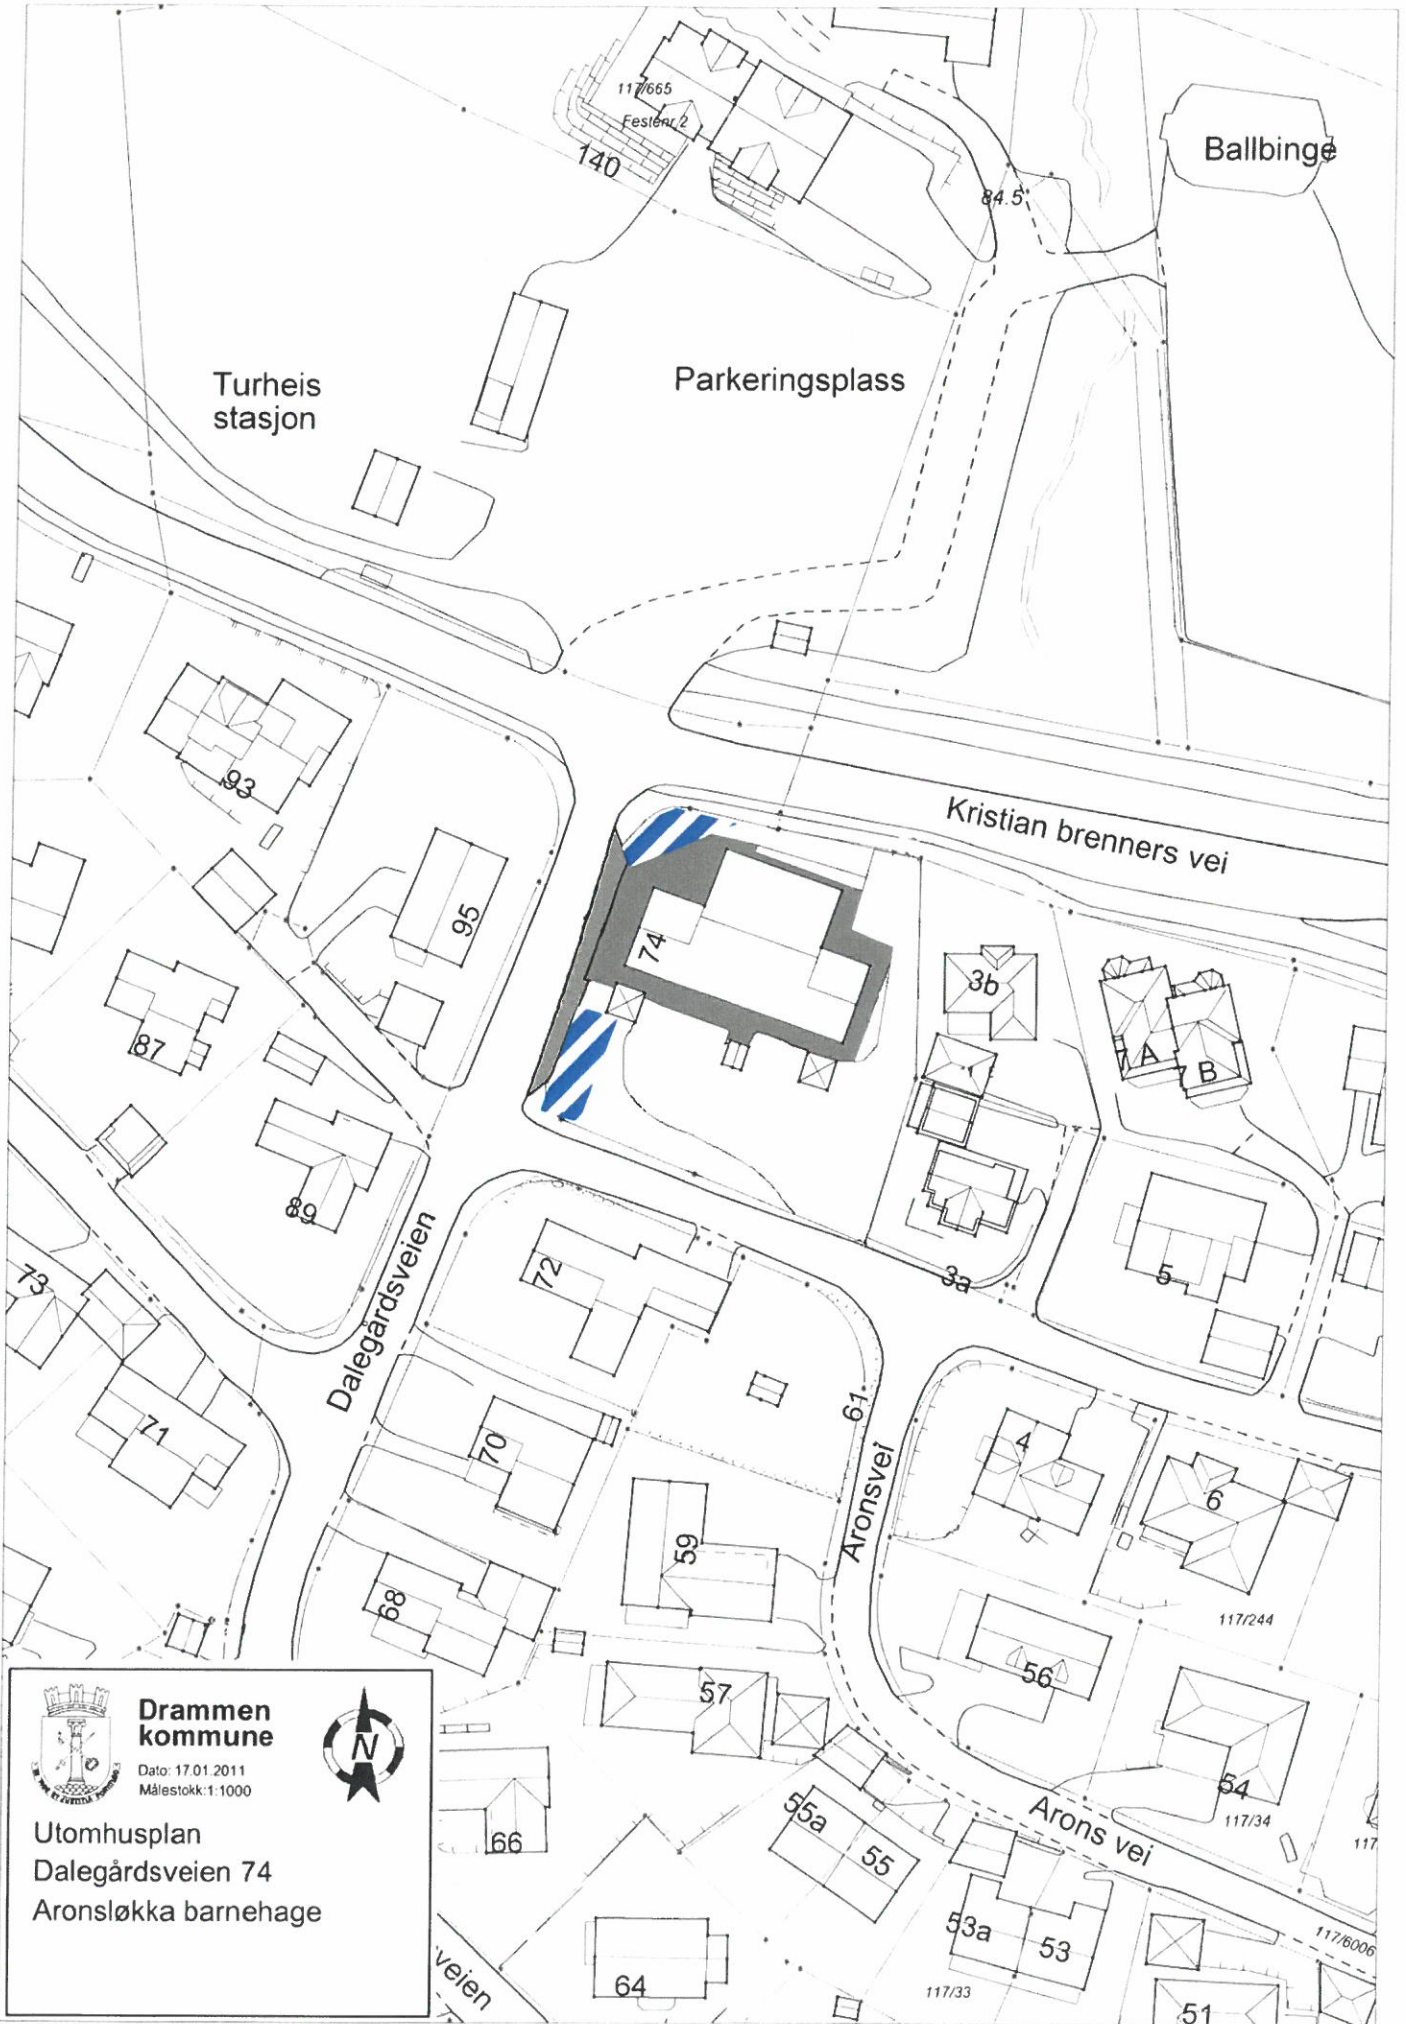 117/665
Festenr 2
140
Ballbinge
84.5
Turheis
stasjon
Parkeringsplass
93
Kristian brenners vei
95
74
3b
87
7 A
7 B
89
Dalegårdsveien
72
3a
5
73
71
70
61
Aronsvei
4
6
59
68
117/244
56
57
54
117/34
117
66
55a
55
Arons vei
53a
53
117/6006
64
117/33
51
veien
Drammen
kommune
Dato: 17.01.2011
Målestokk:1:1000
N
Utomhusplan
Dalegårdsveien 74
Aronsløkka barnehage